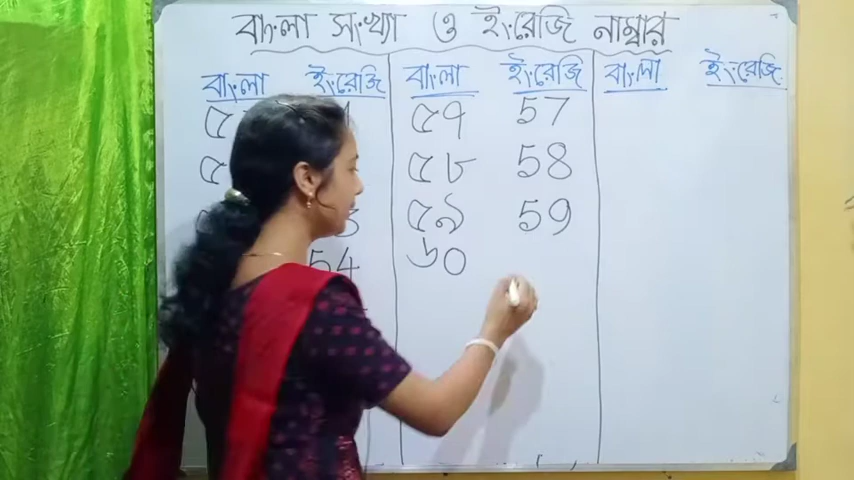 বাংলা সংখ্যা ও ইংরেজি নাম্বার
বাংলা ইংরেজি বাংলা ইংরেজি বাংলা ইংরেজি
৫৭ 57
৫৮ 58
৫৯ 59
54 ৬০